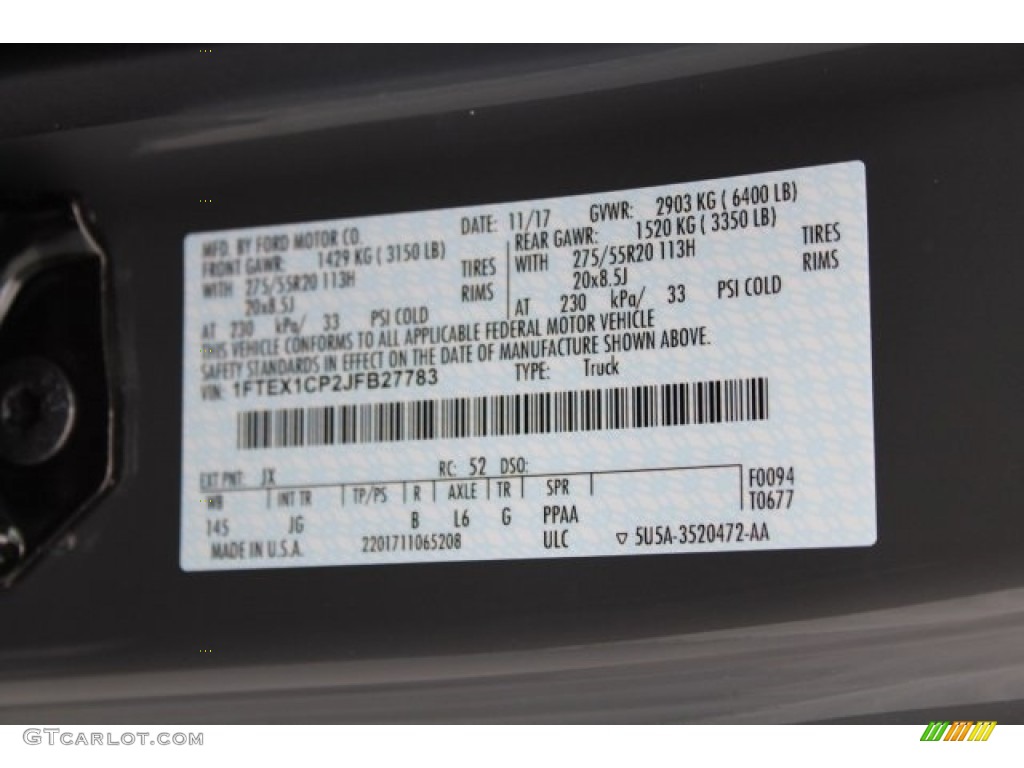 MFD. BY FORD MOTOR CO. DATE: 11/17 GVWR: 2903 KG ( 6400 LB)
FRONT GAWR: 1429 KG ( 3150 LB) REAR GAWR: 1520 KG ( 3350 LB)
WITH 275/55R20 113H TIRES WITH 275/55R20 113H TIRES
20x8.5J RIMS 20x8.5J RIMS
AT 230 kPa/ 33 PSI COLD AT 230 kPa/ 33 PSI COLD
THIS VEHICLE CONFORMS TO ALL APPLICABLE FEDERAL MOTOR VEHICLE
SAFETY STANDARDS IN EFFECT ON THE DATE OF MANUFACTURE SHOWN ABOVE.
VIN: 1FTEX1CP2JFB27783 TYPE: Truck
EXT PNT: JX RC: 52 DSO:
WB INT TR TP/PS R AXLE TR SPR F0094
145 JG B L6 G PPAA T0677
MADE IN U.S.A. 2201711065208 ULC ▽ 5U5A-3520472-AA
GTCarlot.com